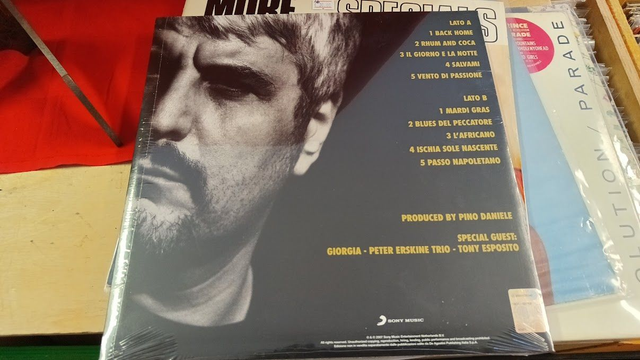 MORE
SPECIALS
LATO A
1 BACK HOME
2 RHUM AND COCA
3 IL GIORNO E LA NOTTE
4 SALVAMI
5 VENTO DI PASSIONE
LATO B
1 MARDI GRAS
2 BLUES DEL PECCATORE
3 L'AFRICANO
4 ISCHIA SOLE NASCENTE
5 PASSO NAPOLETANO
PRODUCED BY PINO DANIELE
SPECIAL GUEST:
GIORGIA - PETER ERSKINE TRIO - TONY ESPOSITO
SONY MUSIC
LUTION / PARADE